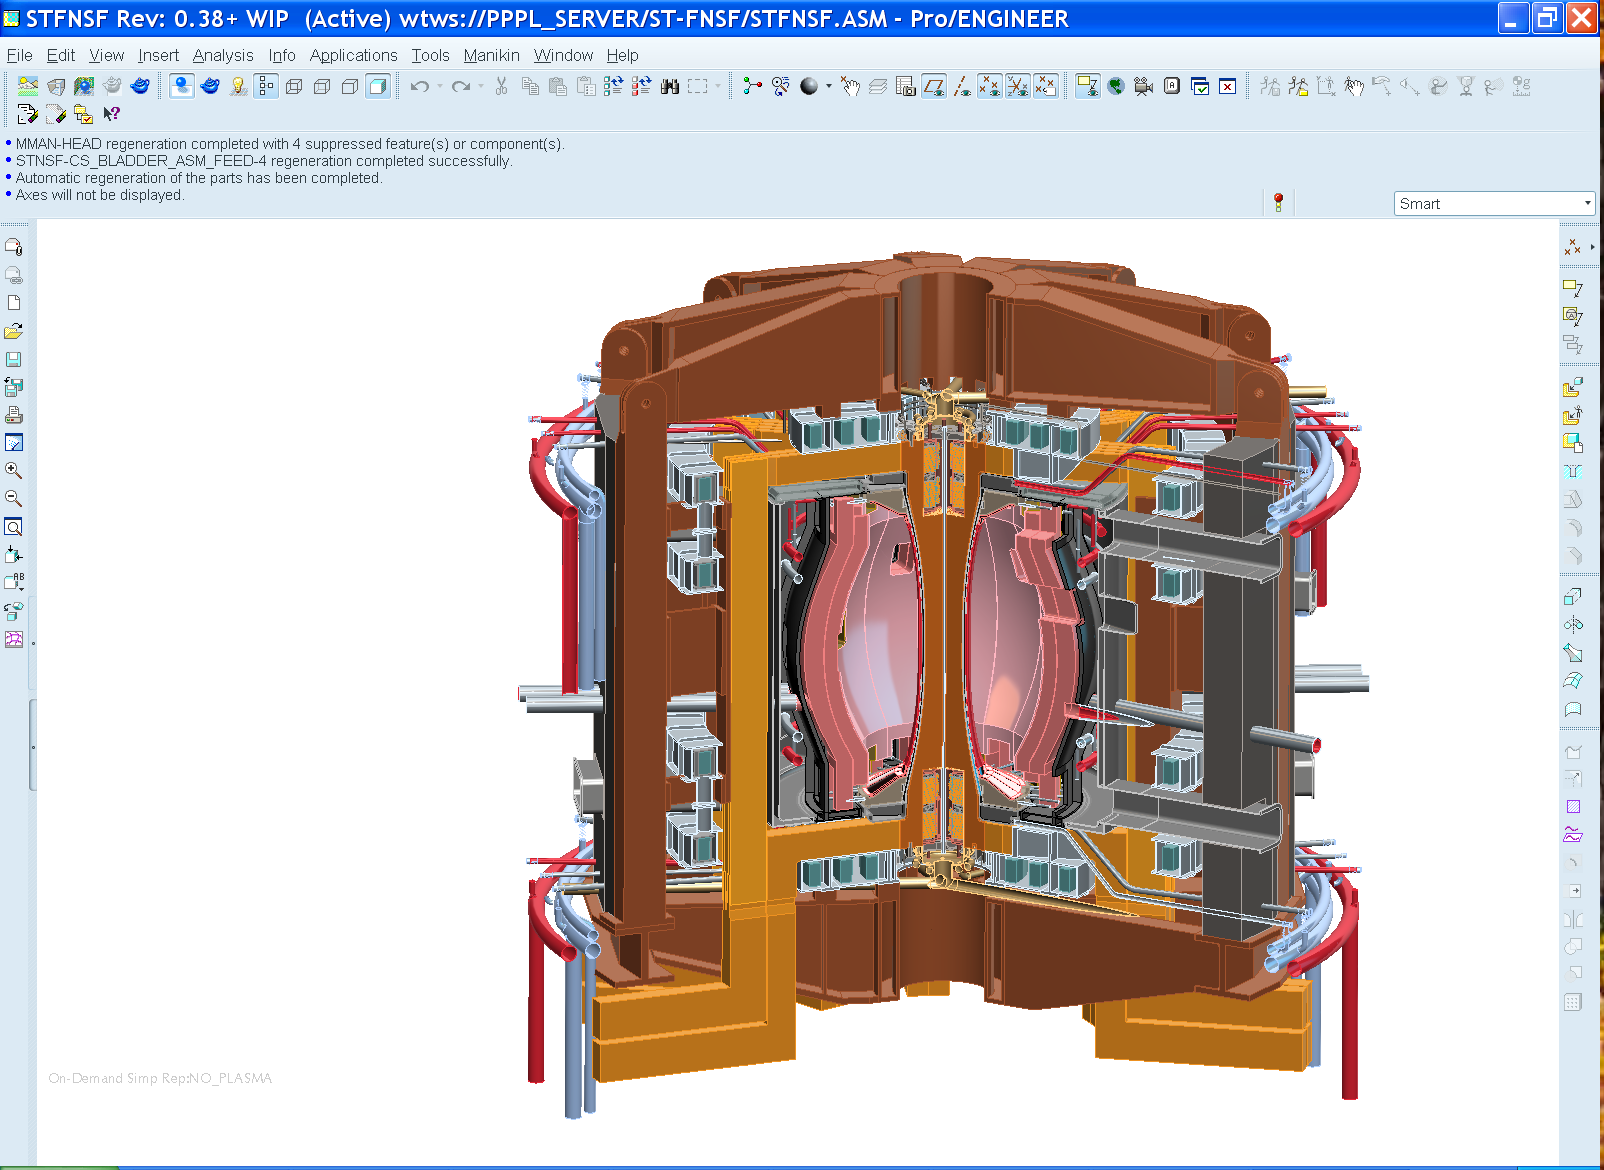 STFNSF Rev: 0.38+ WIP (Active) wtws://PPPL_SERVER/ST-FNSF/STFNSF.ASM - Pro/ENGINEER
File Edit View Insert Analysis Info Applications Tools Manikin Window Help
MMAN-HEAD regeneration completed with 4 suppressed feature(s) or component(s).
STNSF-CS_BLADDER_ASM_FEED-4 regeneration completed successfully.
Automatic regeneration of the parts has been completed.
Axes will not be displayed.
Smart
On-Demand Simp Rep:NO_PLASMA